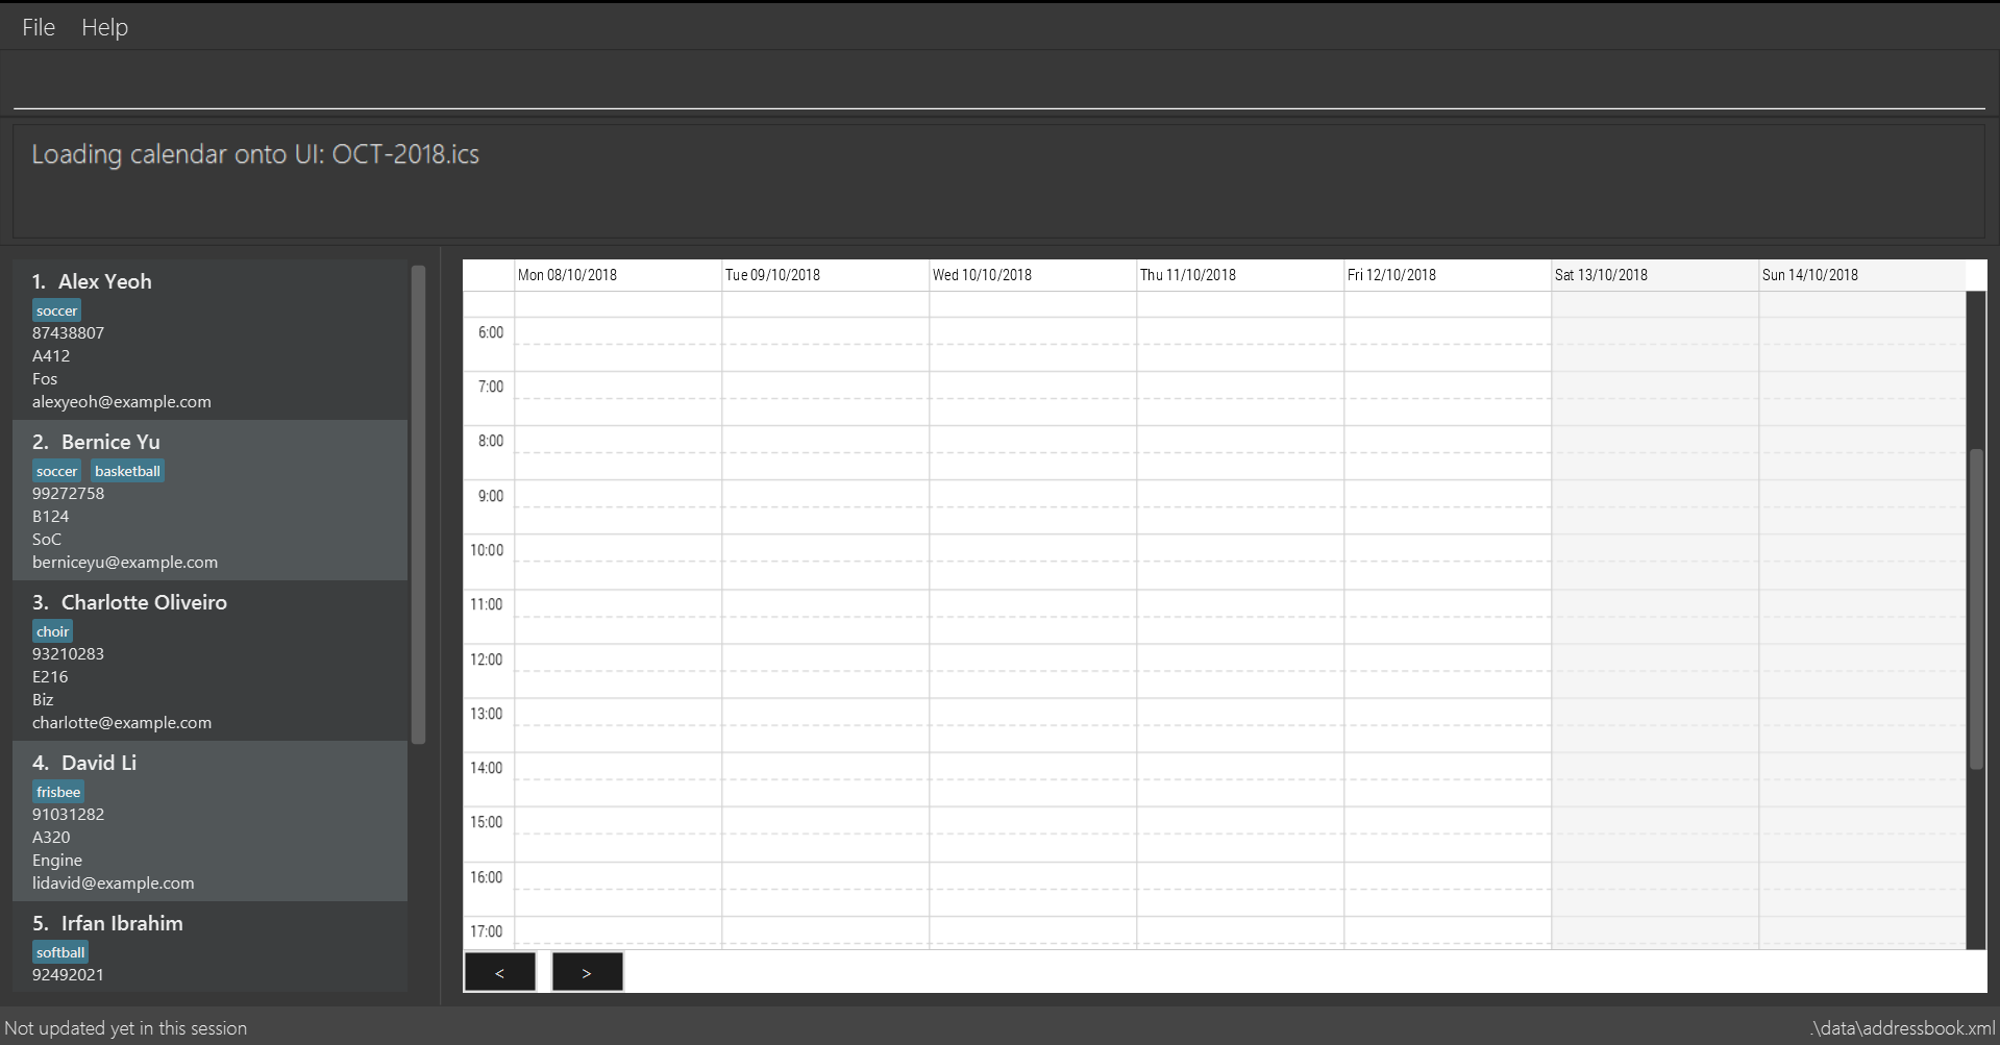 File Help
Loading calendar onto UI: OCT-2018.ics
1. Alex Yeoh
soccer
87438807
A412
Fos
alexyeoh@example.com
2. Bernice Yu
soccer basketball
99272758
B124
SoC
berniceyu@example.com
3. Charlotte Oliveiro
choir
93210283
E216
Biz
charlotte@example.com
4. David Li
frisbee
91031282
A320
Engine
lidavid@example.com
5. Irfan Ibrahim
softball
92492021
Mon 08/10/2018 Tue 09/10/2018 Wed 10/10/2018 Thu 11/10/2018 Fri 12/10/2018 Sat 13/10/2018 Sun 14/10/2018
6:00
7:00
8:00
9:00
10:00
11:00
12:00
13:00
14:00
15:00
16:00
17:00
< >
Not updated yet in this session .\data\addressbook.xml